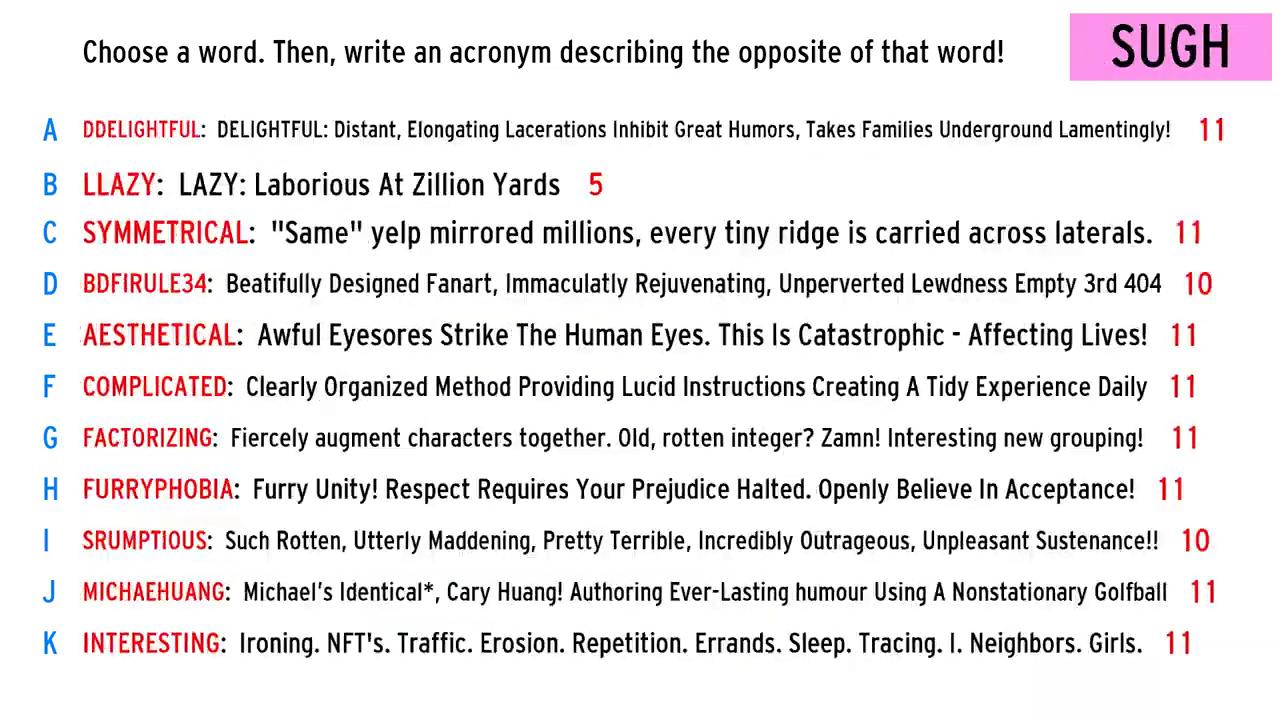 Choose a word. Then, write an acronym describing the opposite of that word!
SUGH
A DDELIGHTFUL: DELIGHTFUL: Distant, Elongating Lacerations Inhibit Great Humors, Takes Families Underground Lamentingly! 11
B LLAZY: LAZY: Laborious At Zillion Yards 5
C SYMMETRICAL: "Same" yelp mirrored millions, every tiny ridge is carried across laterals. 11
D BDFIRULE34: Beatifully Designed Fanart, Immaculatly Rejuvenating, Unperverted Lewdness Empty 3rd 404 10
E AESTHETICAL: Awful Eyesores Strike The Human Eyes. This Is Catastrophic - Affecting Lives! 11
F COMPLICATED: Clearly Organized Method Providing Lucid Instructions Creating A Tidy Experience Daily 11
G FACTORIZING: Fiercely augment characters together. Old, rotten integer? Zamn! Interesting new grouping! 11
H FURRYPHOBIA: Furry Unity! Respect Requires Your Prejudice Halted. Openly Believe In Acceptance! 11
I SRUMPTIOUS: Such Rotten, Utterly Maddening, Pretty Terrible, Incredibly Outrageous, Unpleasant Sustenance!! 10
J MICHAEHUANG: Michael's Identical*, Cary Huang! Authoring Ever-Lasting humour Using A Nonstationary Golfball 11
K INTERESTING: Ironing. NFT's. Traffic. Erosion. Repetition. Errands. Sleep. Tracing. I. Neighbors. Girls. 11